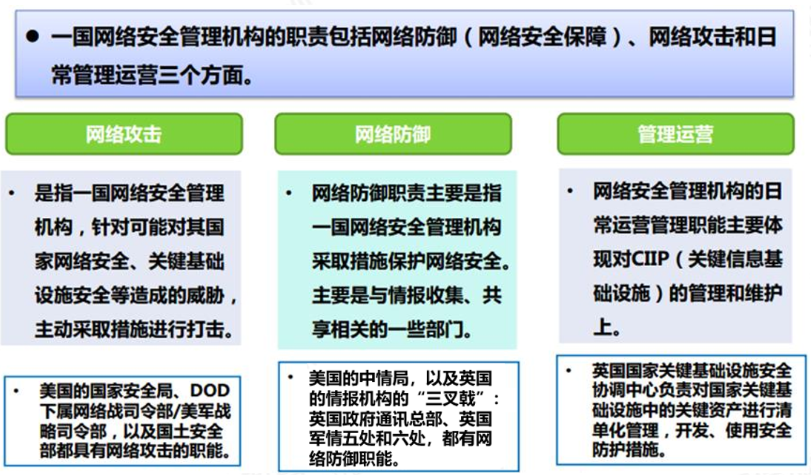 ● 一国网络安全管理机构的职责包括网络防御（网络安全保障）、网络攻击和日
常管理运营三个方面。
网络攻击
• 是指一国网络安全管理
机构，针对可能对其国
家网络安全、关键基础
设施安全等造成的威胁，
主动采取措施进行打击。
美国的国家安全局、DOD
下属网络战司令部/美军战
略司令部，以及国土安全
部都具有网络攻击的职能。
网络防御
• 网络防御职责主要是指
一国网络安全管理机构
采取措施保护网络安全。
主要是与情报收集、共
享相关的一些部门。
• 美国的中情局，以及英国
的情报机构的“三叉戟”：
英国政府通讯总部、英国
军情五处和六处，都有网
络防御职能。
管理运营
• 网络安全管理机构的日
常运营管理职能主要体
现对CIIP（关键信息基
础设施）的管理和维护
上。
• 英国国家关键基础设施安全
协调中心负责对国家关键基
础设施中的关键资产进行清
单化管理，开发、使用安全
防护措施。